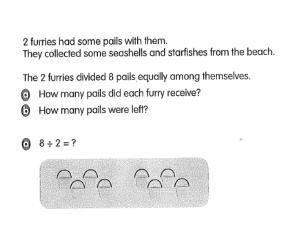 2 furries had some pails with them.
They collected some seashells and starfishes from the beach.
The 2 furries divided 8 pails equally among themselves.
a How many pails did each furry receive?
b How many pails were left?
a 8 ÷ 2 = ?